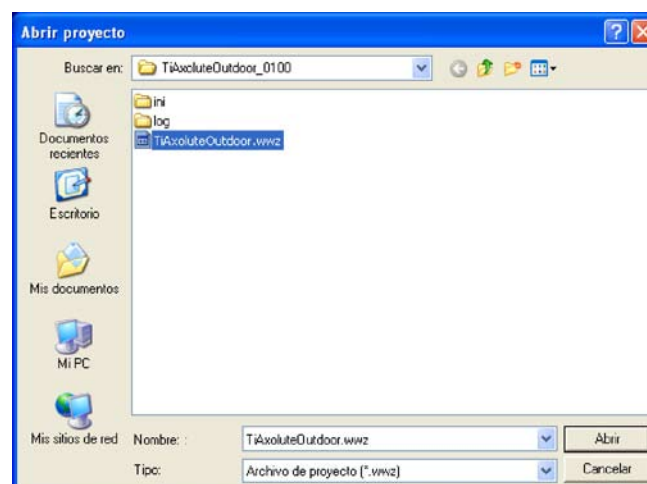 Abrir proyecto
Buscar en: TiAxoluteOutdoor_0100
ini
log
TiAxoluteOutdoor.wwz
Documentos
recientes
Escritorio
Mis documentos
Mi PC
Mis sitios de red
Nombre: : TiAxoluteOutdoor.wwz Abrir
Tipo: Archivo de proyecto (*.wwz) Cancelar